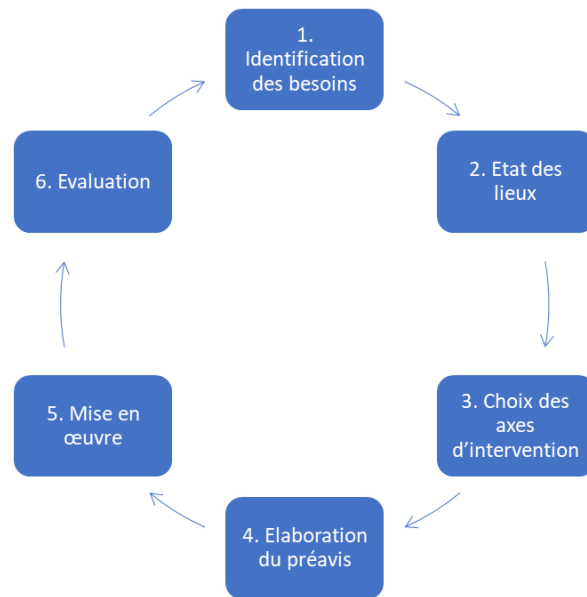 1.
Identification
des besoins
2. Etat des
lieux
3. Choix des
axes
d’intervention
4. Elaboration
du préavis
5. Mise en
œuvre
6. Evaluation